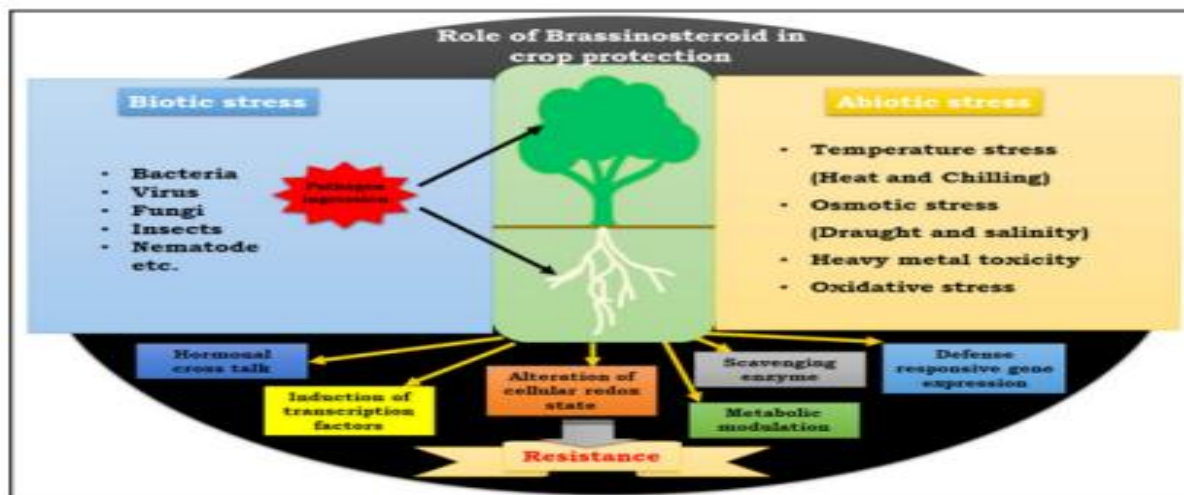 Role of Brassinosteroid in
crop protection
Biotic stress
• Bacteria
• Virus
• Fungi
• Insects
• Nematode
etc.
Pathogen
ingression
Abiotic stress
• Temperature stress
(Heat and Chilling)
• Osmotic stress
(Draught and salinity)
• Heavy metal toxicity
• Oxidative stress
Hormonal
cross talk
Induction of
transcription
factors
Alteration of
cellular redox
state
Scavenging
enzyme
Metabolic
modulation
Defense
responsive gene
expression
Resistance